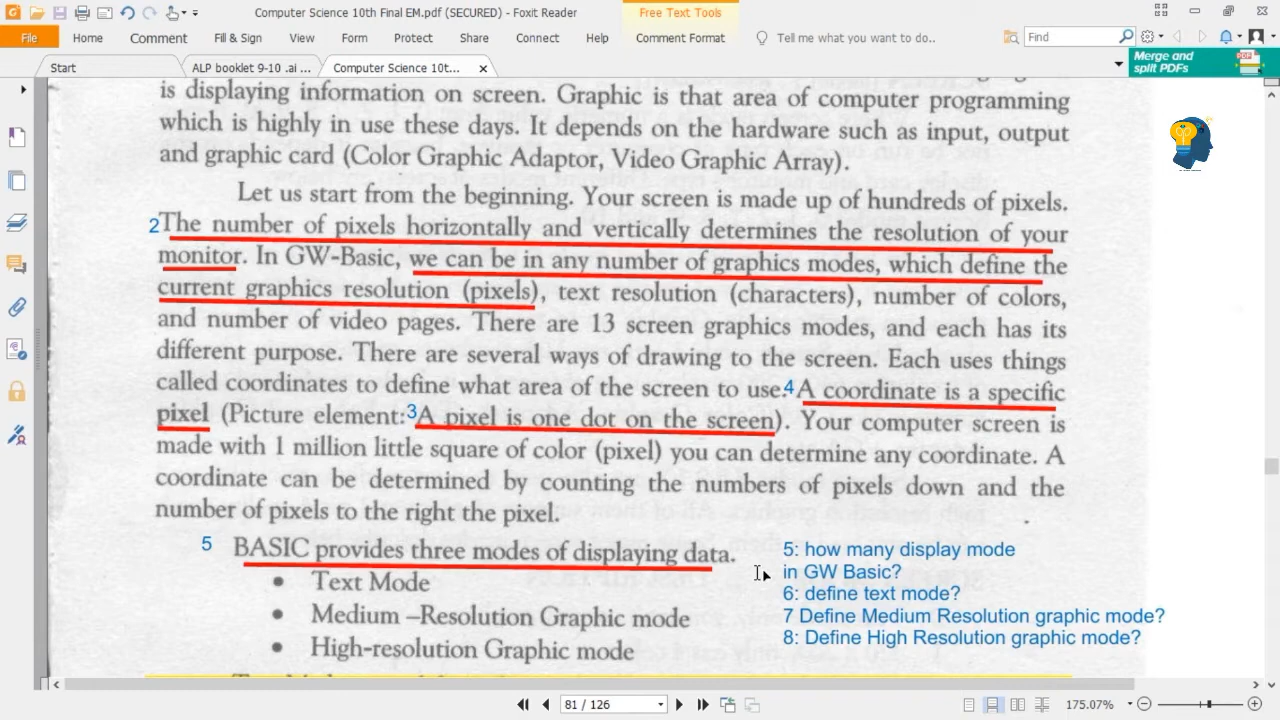 Computer Science 10th Final EM.pdf (SECURED) - Foxit Reader
Free Text Tools
File Home Comment Fill & Sign View Form Protect Share Connect Help Comment Format Tell me what you want to do.. Find
Start
ALP booklet 9-10 .ai ...
Computer Science 1d...
Merge and
split PDFs
is displaying information on screen. Graphic is that area of computer programming
which is highly in use these days. It depends on the hardware such as input, output
and graphic card (Color Graphic Adaptor, Video Graphic Array).
Let us start from the beginning. Your screen is made up of hundreds of pixels.
2 The number of pixels horizontally and vertically determines the resolution of your
monitor. In GW-Basic, we can be in any number of graphics modes, which define the
current graphics resolution (pixels), text resolution (characters), number of colors,
and number of video pages. There are 13 screen graphics modes, and each has its
different purpose. There are several ways of drawing to the screen. Each uses things
called coordinates to define what area of the screen to use. 4 A coordinate is a specific
pixel (Picture element: 3 A pixel is one dot on the screen). Your computer screen is
made with 1 million little square of color (pixel) you can determine any coordinate. A
coordinate can be determined by counting the numbers of pixels down and the
number of pixels to the right the pixel.
5 BASIC provides three modes of displaying data.
• Text Mode
• Medium –Resolution Graphic mode
• High-resolution Graphic mode
5: how many display mode
in GW Basic?
6: define text mode?
7 Define Medium Resolution graphic mode?
8: Define High Resolution graphic mode?
81 / 126
175.07%